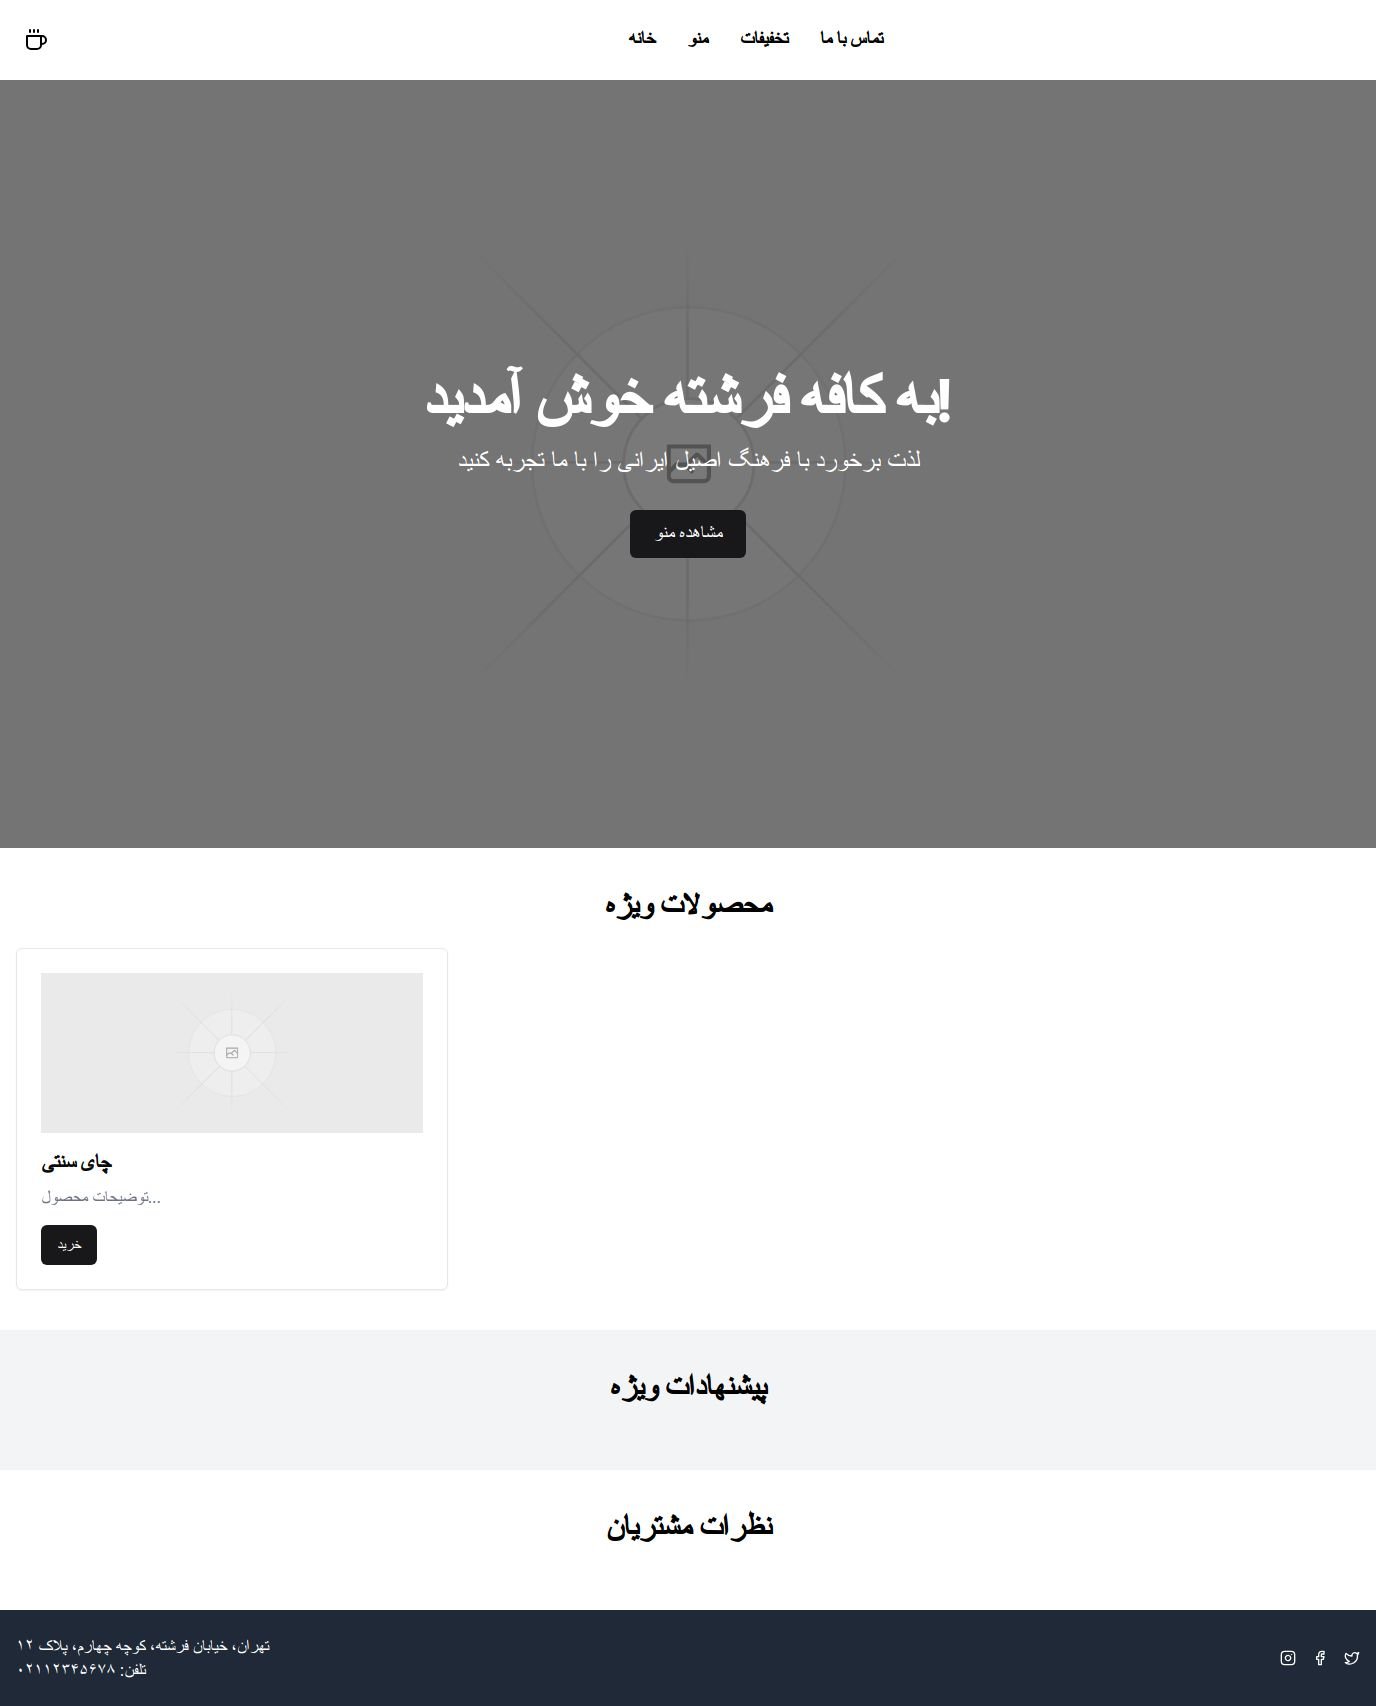 خانه
منو
تخفیفات
تماس با ما
به کافه فرشته خوش آمدید!
لذت برخورد با فرهنگ اصیل ایرانی را با ما تجربه کنید
مشاهده منو
محصولات ویژه
چای سنتی
توضیحات محصول...
خرید
پیشنهادات ویژه
نظرات مشتریان
تهران، خیابان فرشته، کوچه چهارم، پلاک ۱۲
تلفن: ۰۲۱۱۲۳۴۵۶۷۸